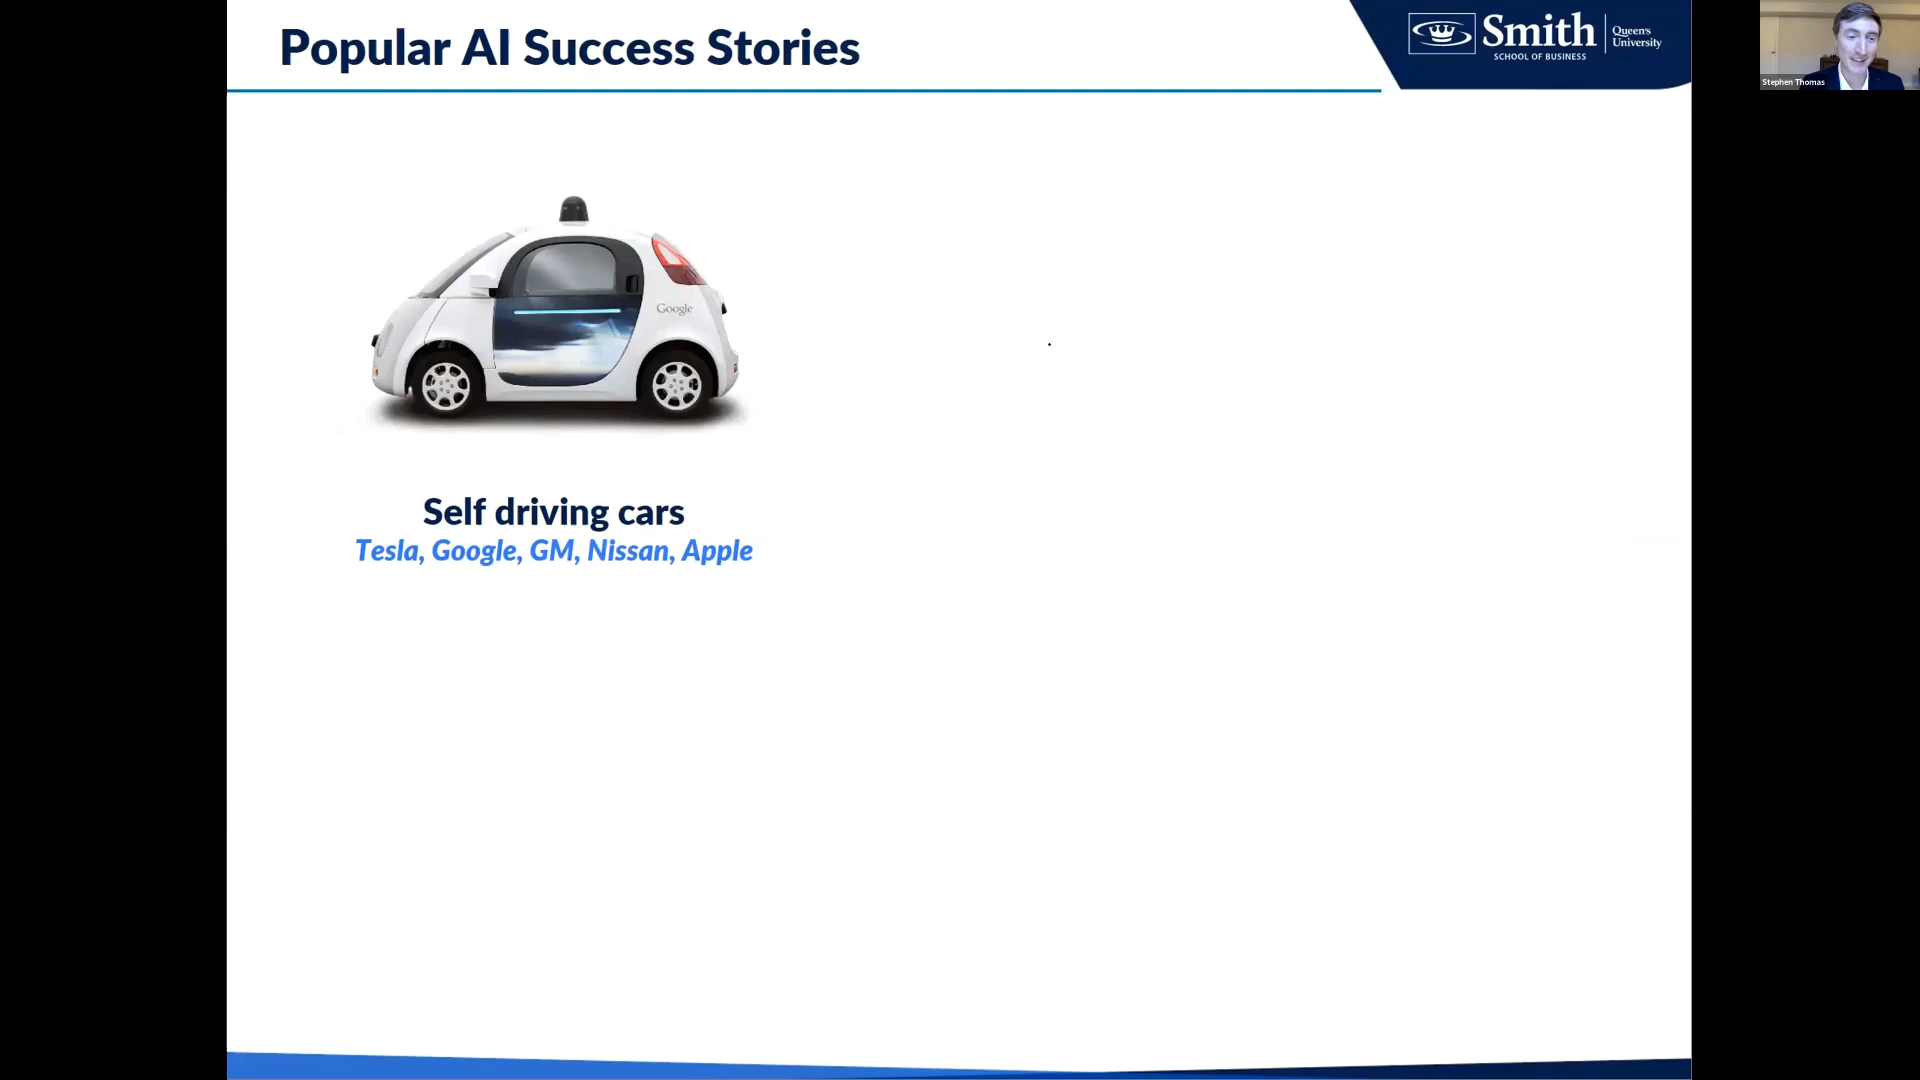 Popular AI Success Stories
Smith
SCHOOL OF BUSINESS
Queen's
University
Stephen Thomas
Google
Self driving cars
Tesla, Google, GM, Nissan, Apple